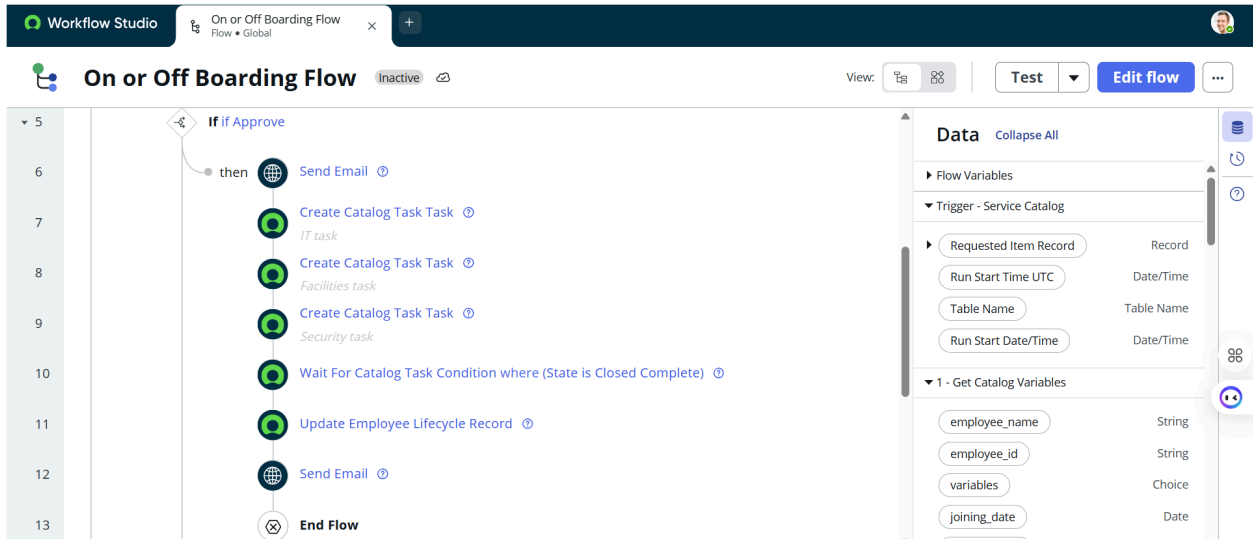 Workflow Studio
On or Off Boarding Flow
Flow • Global
On or Off Boarding Flow
Inactive
View:
Test
Edit flow
5
If if Approve
6
then
Send Email
7
Create Catalog Task Task
IT task
8
Create Catalog Task Task
Facilities task
9
Create Catalog Task Task
Security task
10
Wait For Catalog Task Condition where (State is Closed Complete)
11
Update Employee Lifecycle Record
12
Send Email
13
End Flow
Data Collapse All
Flow Variables
Trigger - Service Catalog
Requested Item Record Record
Run Start Time UTC Date/Time
Table Name Table Name
Run Start Date/Time Date/Time
1 - Get Catalog Variables
employee_name String
employee_id String
variables Choice
joining_date Date